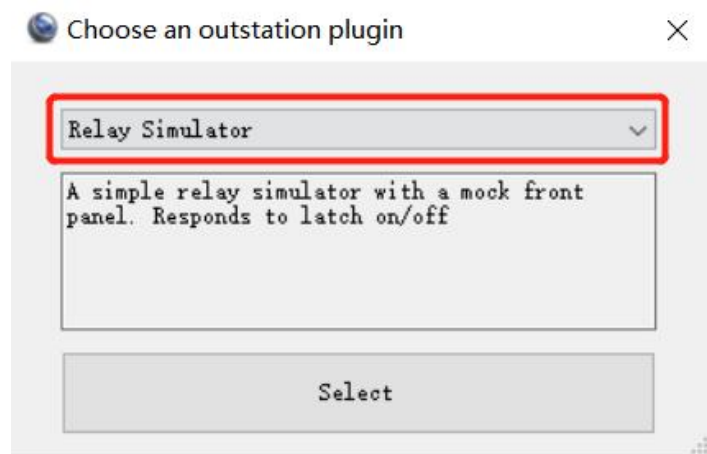 Choose an outstation plugin
Relay Simulator
A simple relay simulator with a mock front
panel. Responds to latch on/off
Select